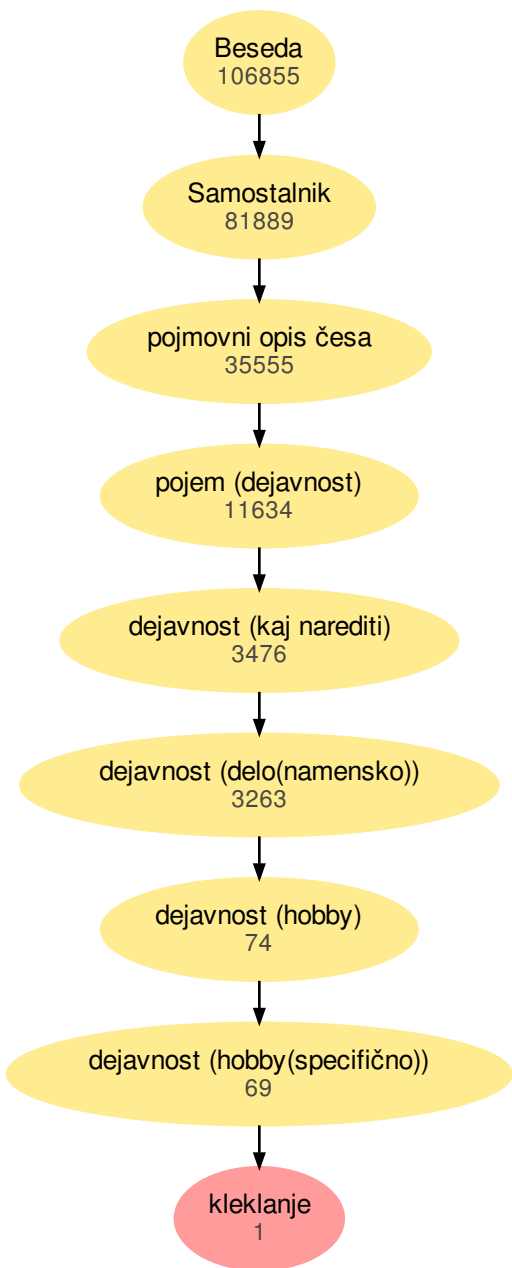 Beseda
106855
Samostalnik
81889
pojmovni opis česa
35555
pojem (dejavnost)
11634
dejavnost (kaj narediti)
3476
dejavnost (delo(namensko))
3263
dejavnost (hobby)
74
dejavnost (hobby(specifično))
69
kleklanje
1